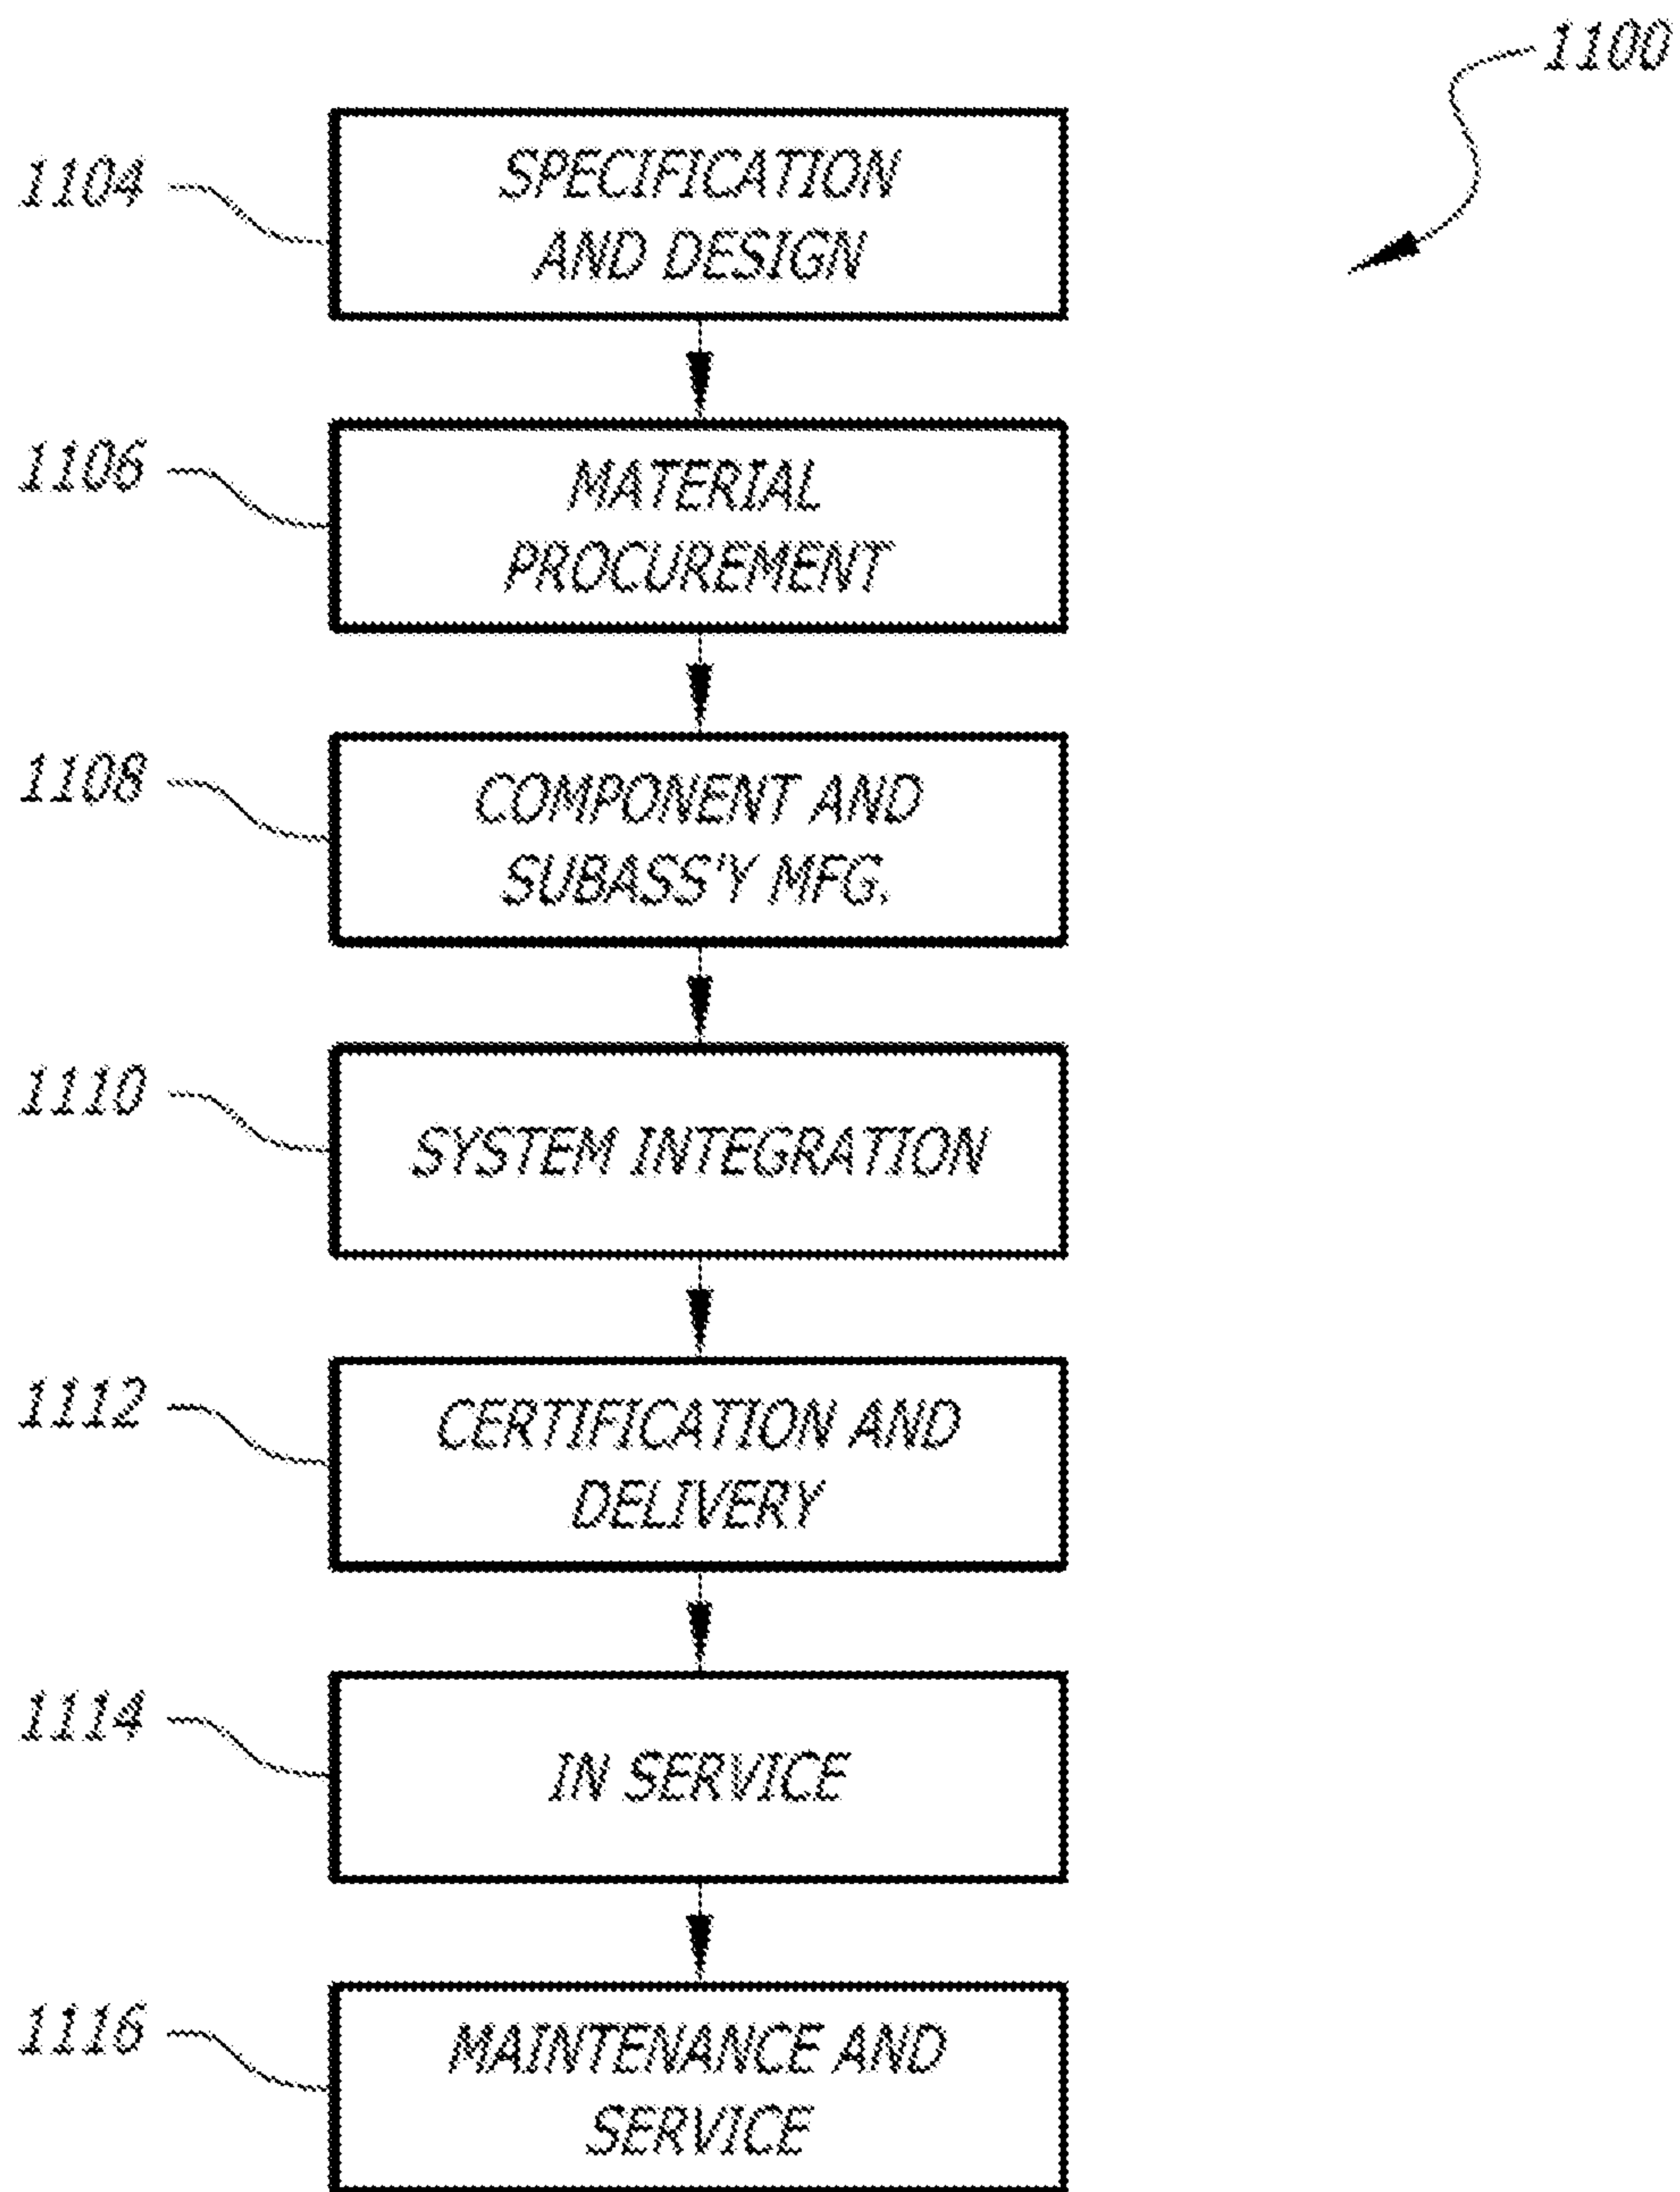 1100
1104
SPECIFICATION
AND DESIGN
1106
MATERIAL
PROCUREMENT
1108
COMPONENT AND
SUBASS'Y MFG.
1110
SYSTEM INTEGRATION
1112
CERTIFICATION AND
DELIVERY
1114
IN SERVICE
1116
MAINTENANCE AND
SERVICE